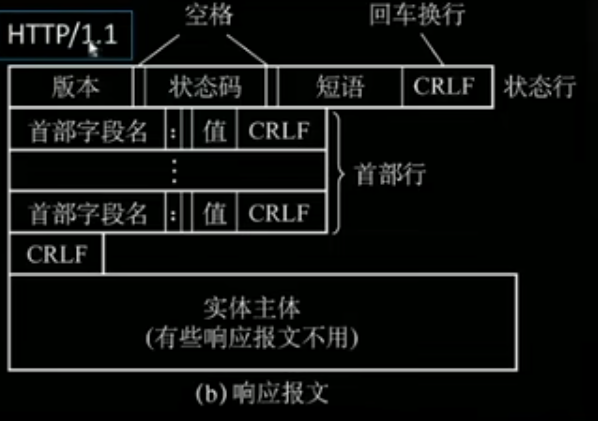 空格 回车换行
HTTP/1.1
版本 状态码 短语 CRLF 状态行
首部字段名 : 值 CRLF
⋮ 首部行
首部字段名 : 值 CRLF
CRLF
实体主体
(有些响应报文不用)
(b) 响应报文